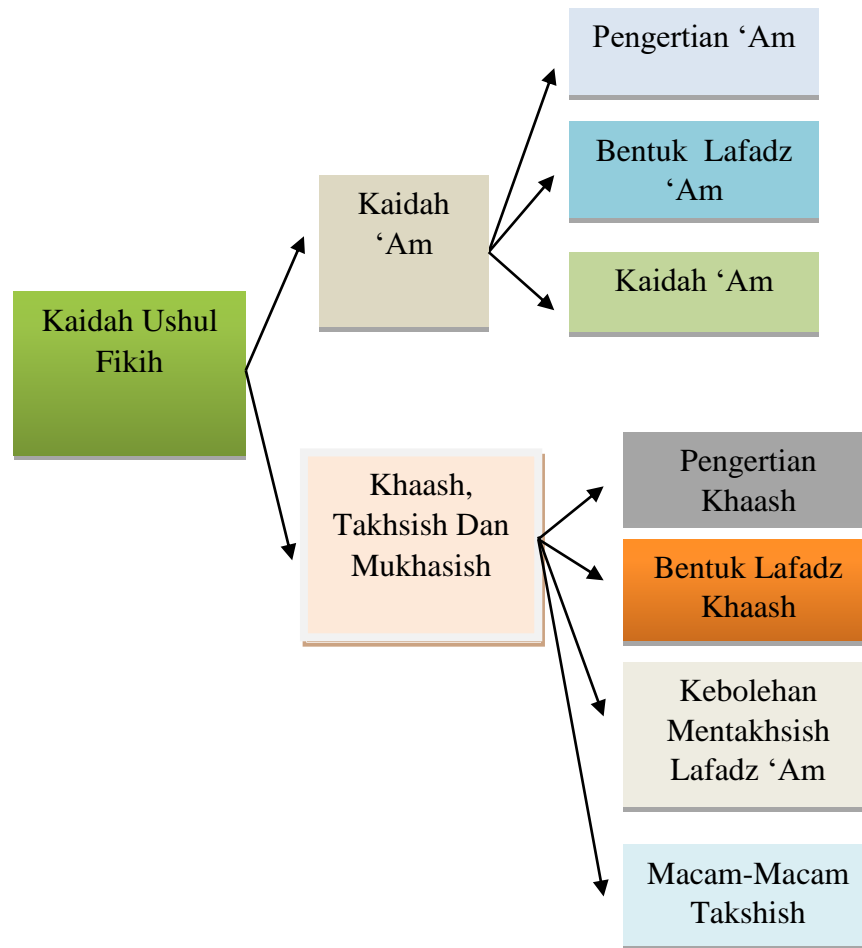 Kaidah Ushul
Fikih
Kaidah
‘Am
Pengertian ‘Am
Bentuk Lafadz
‘Am
Kaidah ‘Am
Khaash,
Takhsish Dan
Mukhasish
Pengertian
Khaash
Bentuk Lafadz
Khaash
Kebolehan
Mentakhsish
Lafadz ‘Am
Macam-Macam
Takshish